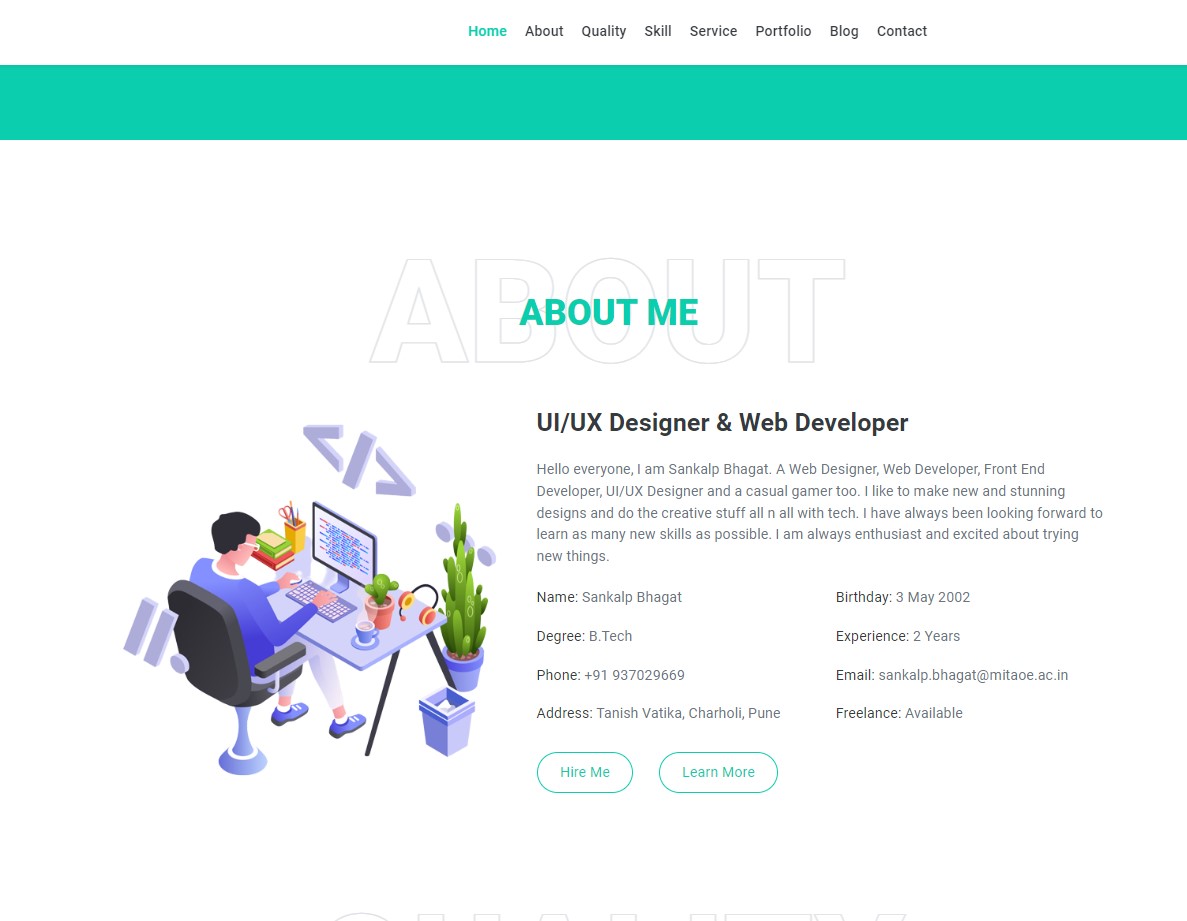 Home About Quality Skill Service Portfolio Blog Contact
ABOUT
ABOUT ME
UI/UX Designer & Web Developer
Hello everyone, I am Sankalp Bhagat. A Web Designer, Web Developer, Front End
Developer, UI/UX Designer and a casual gamer too. I like to make new and stunning
designs and do the creative stuff all n all with tech. I have always been looking forward to
learn as many new skills as possible. I am always enthusiast and excited about trying
new things.
Name: Sankalp Bhagat Birthday: 3 May 2002
Degree: B.Tech Experience: 2 Years
Phone: +91 937029669 Email: sankalp.bhagat@mitaoe.ac.in
Address: Tanish Vatika, Charholi, Pune Freelance: Available
Hire Me Learn More